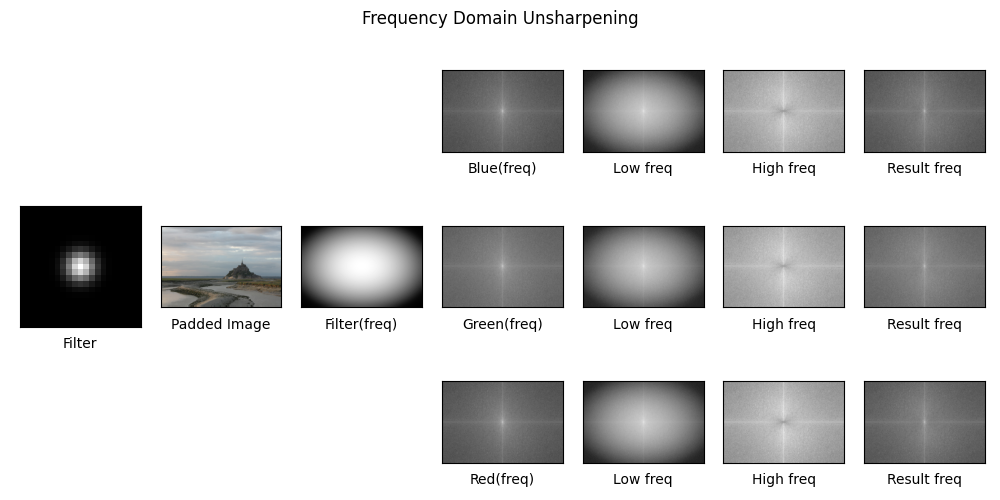 Frequency Domain Unsharpening
Blue(freq)
Low freq
High freq
Result freq
Filter
Padded Image
Filter(freq)
Green(freq)
Low freq
High freq
Result freq
Red(freq)
Low freq
High freq
Result freq